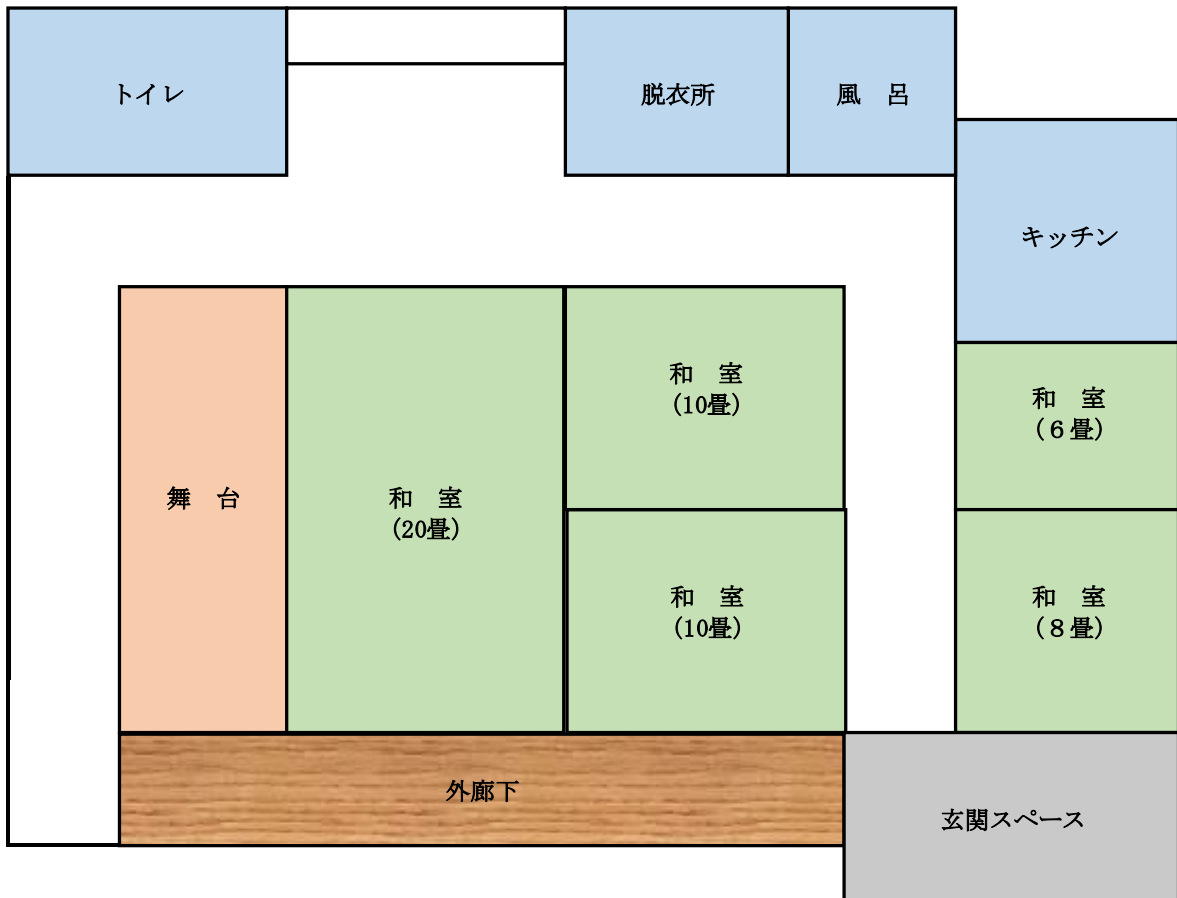 トイレ
脱衣所
風　呂
キッチン
和　室
(10畳)
和　室
(６畳)
舞　台
和　室
(20畳)
和　室
(10畳)
和　室
(８畳)
外廊下
玄関スペース